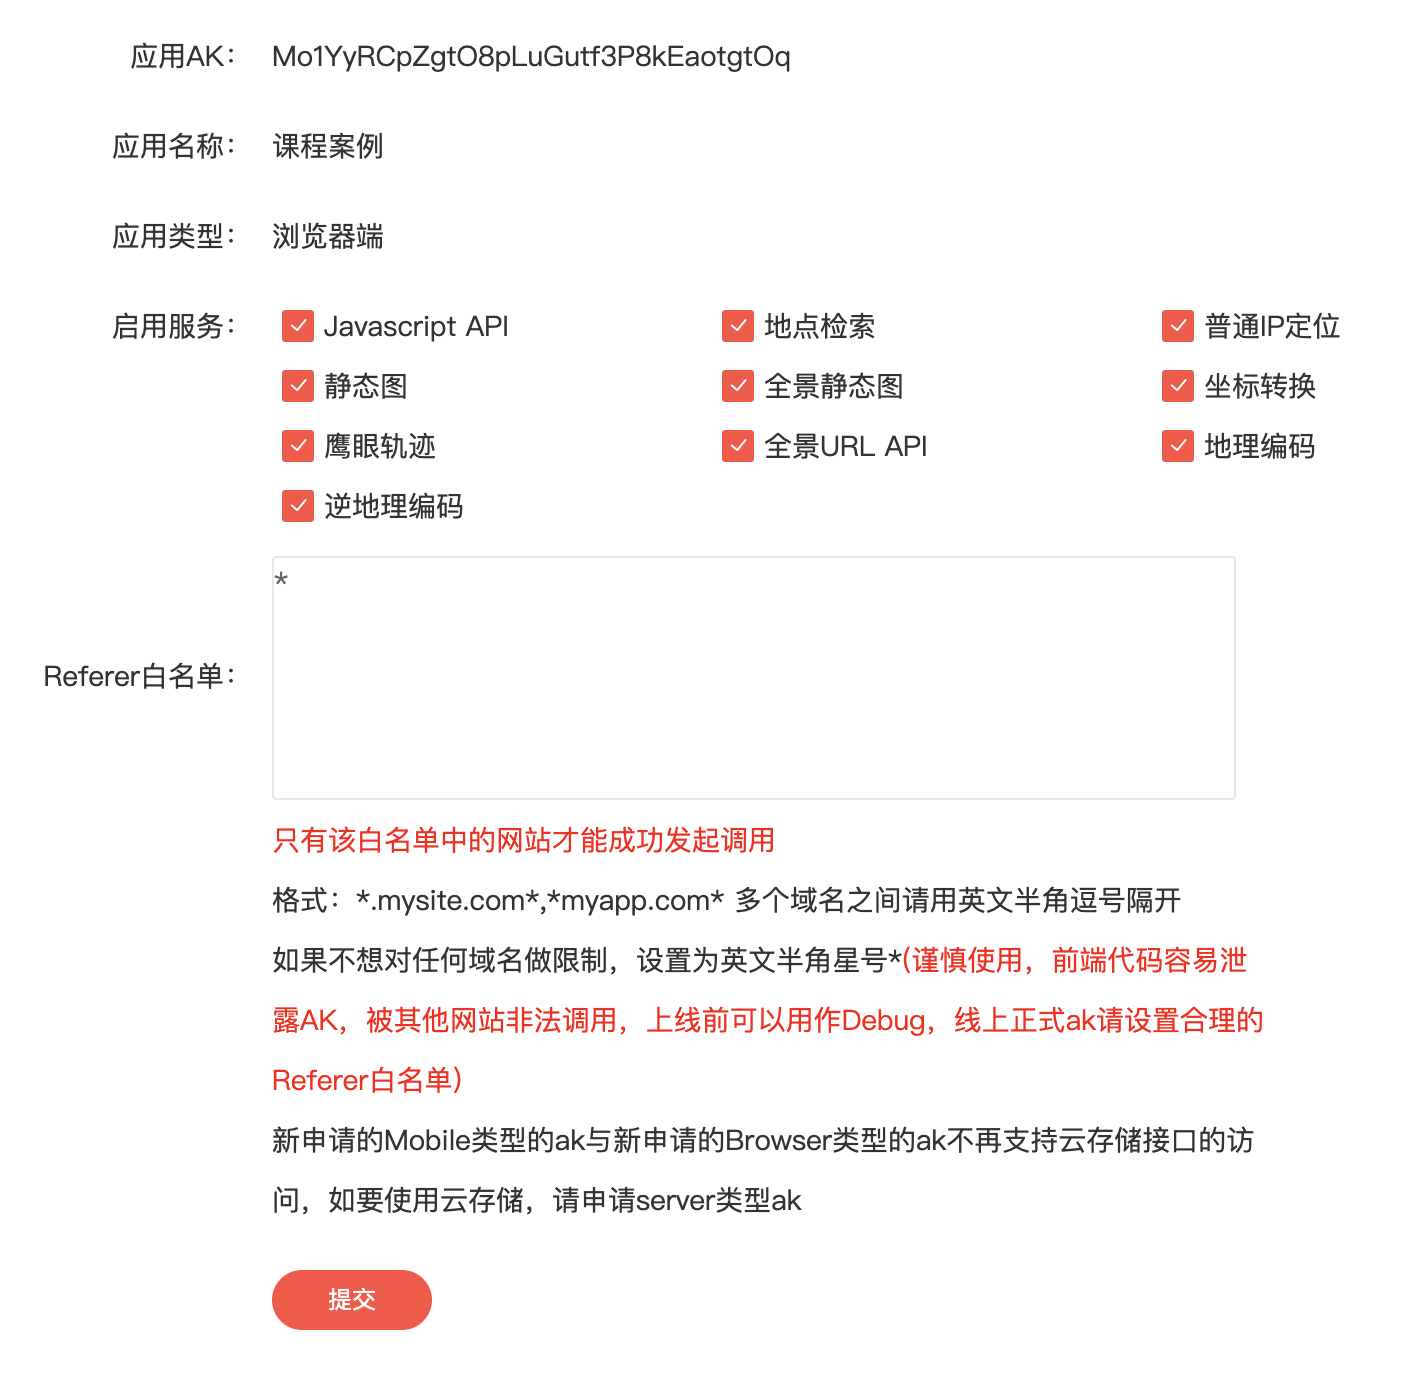 应用AK： Mo1YyRCpZgtO8pLuGutf3P8kEaotgtOq
应用名称： 课程案例
应用类型： 浏览器端
启用服务： Javascript API 地点检索 普通IP定位
静态图 全景静态图 坐标转换
鹰眼轨迹 全景URL API 地理编码
逆地理编码
*
Referer白名单：
只有该白名单中的网站才能成功发起调用
格式：*.mysite.com*,*myapp.com* 多个域名之间请用英文半角逗号隔开
如果不想对任何域名做限制，设置为英文半角星号*(谨慎使用，前端代码容易泄
露AK，被其他网站非法调用，上线前可以用作Debug，线上正式ak请设置合理的
Referer白名单)
新申请的Mobile类型的ak与新申请的Browser类型的ak不再支持云存储接口的访
问，如要使用云存储，请申请server类型ak
提交